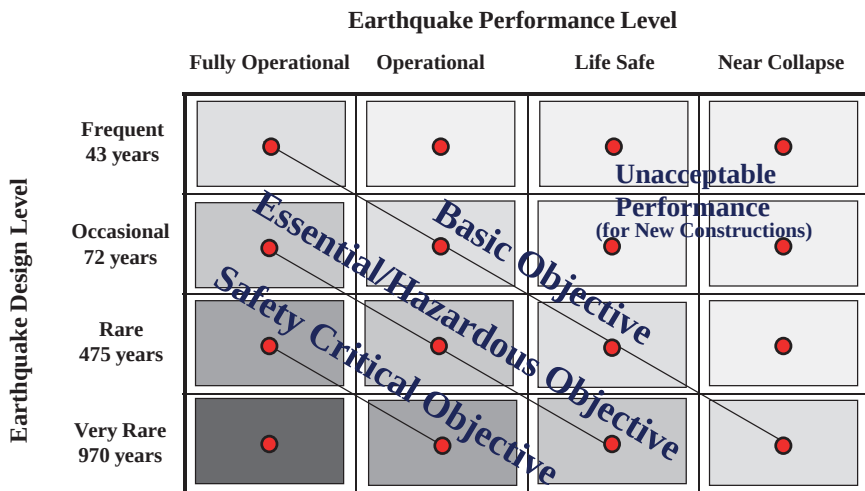 Earthquake Performance Level
Fully Operational
Operational
Life Safe
Near Collapse
Earthquake Design Level
Frequent
43 years
Occasional
72 years
Rare
475 years
Very Rare
970 years
Unacceptable
Performance
(for New Constructions)
Basic Objective
Essential/Hazardous Objective
Safety Critical Objective